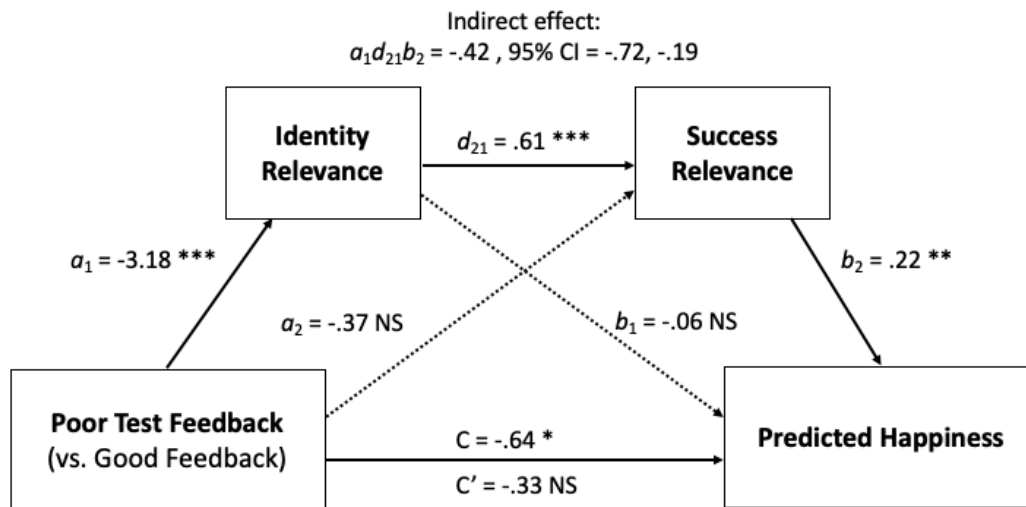 Indirect effect:
a₁d₂₁b₂ = -.42 , 95% CI = -.72, -.19
Identity
Relevance
d₂₁ = .61 ***
Success
Relevance
a₁ = -3.18 ***
b₂ = .22 **
a₂ = -.37 NS
b₁ = -.06 NS
Poor Test Feedback
(vs. Good Feedback)
C = -.64 *
C’ = -.33 NS
Predicted Happiness